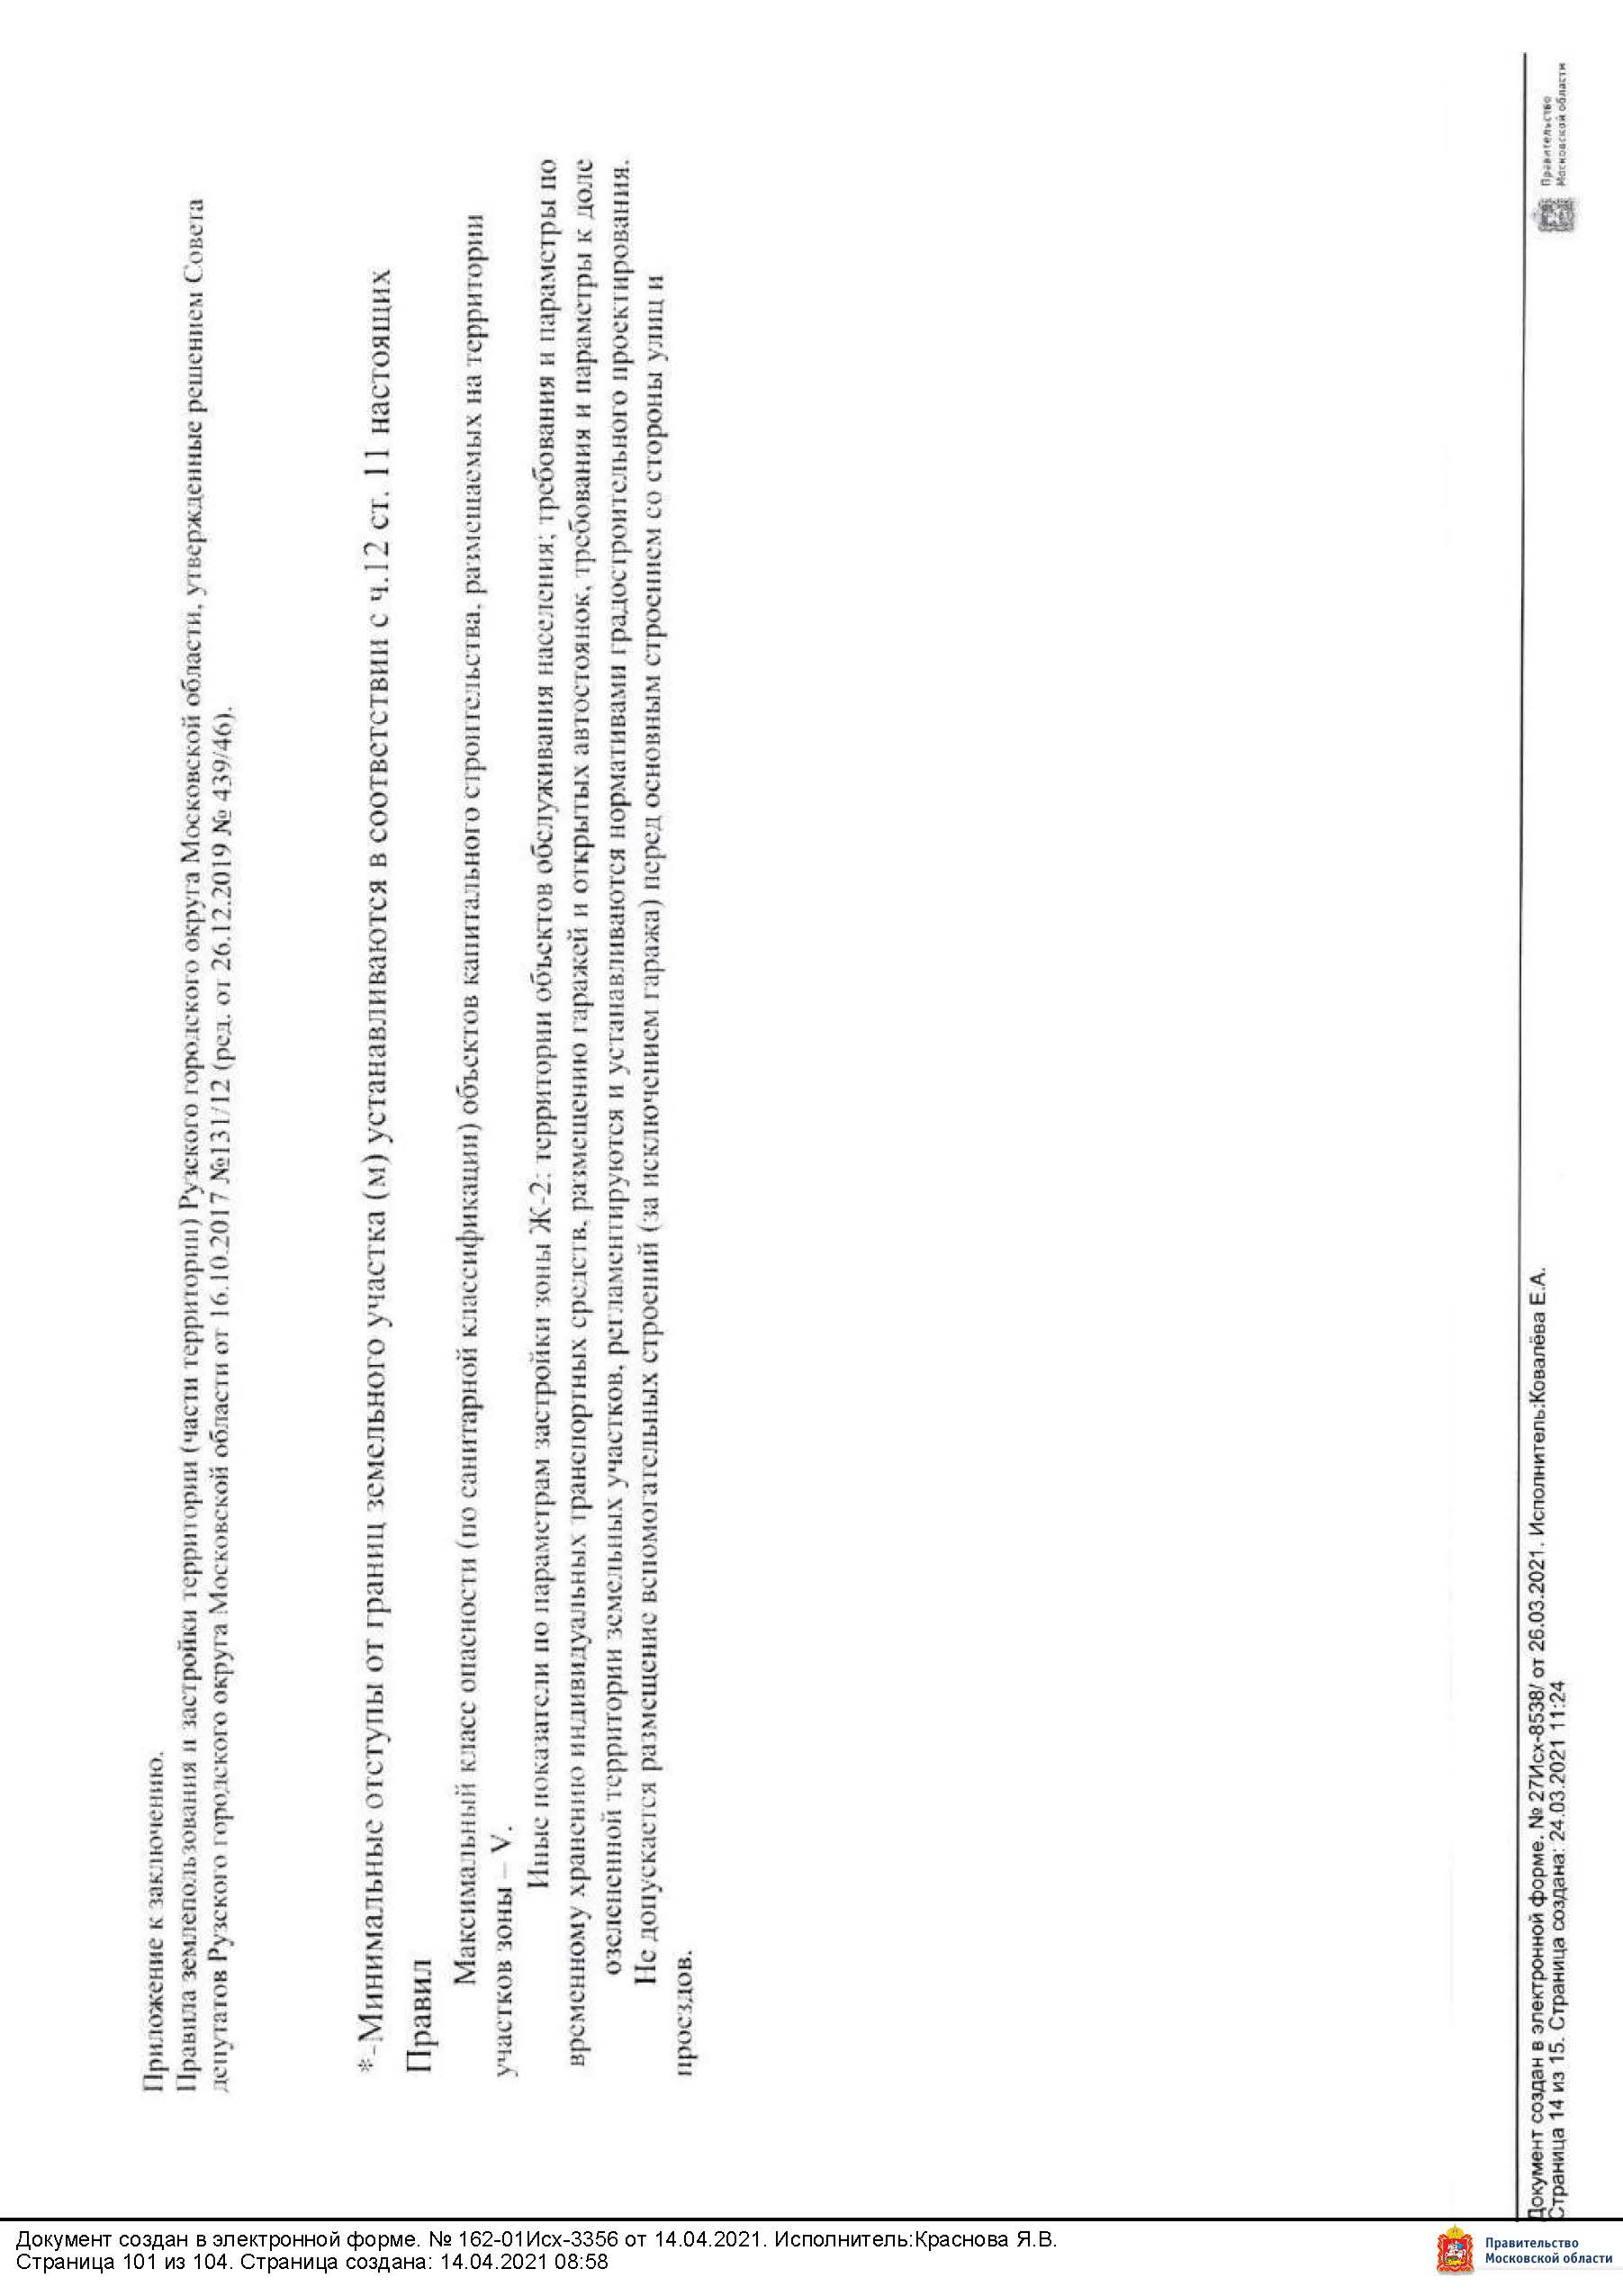 Приложение к заключению.
Правила землепользования и застройки территории (части территории) Рузского городского округа Московской области, утвержденные решением Совета
депутатов Рузского городского округа Московской области от 16.10.2017 №131/12 (ред. от 26.12.2019 № 439/46).
*-Минимальные отступы от границ земельного участка (м) устанавливаются в соответствии с ч.12 ст. 11 настоящих
Правил
Максимальный класс опасности (по санитарной классификации) объектов капитального строительства, размещаемых на территории
участков зоны – V.
Иные показатели по параметрам застройки зоны Ж-2: территории объектов обслуживания населения; требования и параметры по
временному хранению индивидуальных транспортных средств, размещению гаражей и открытых автостоянок, требования и параметры к доле
озелененной территории земельных участков, регламентируются и устанавливаются нормативами градостроительного проектирования.
Не допускается размещение вспомогательных строений (за исключением гаража) перед основным строением со стороны улиц и
проездов.
Документ создан в электронной форме. № 27Исх-8538/ от 26.03.2021. Исполнитель:Ковалёва Е.А.
Страница 14 из 15. Страница создана: 24.03.2021 11:24
Правительство
Московской области
Документ создан в электронной форме. № 162-01Исх-3356 от 14.04.2021. Исполнитель:Краснова Я.В.
Страница 101 из 104. Страница создана: 14.04.2021 08:58
Правительство
Московской области